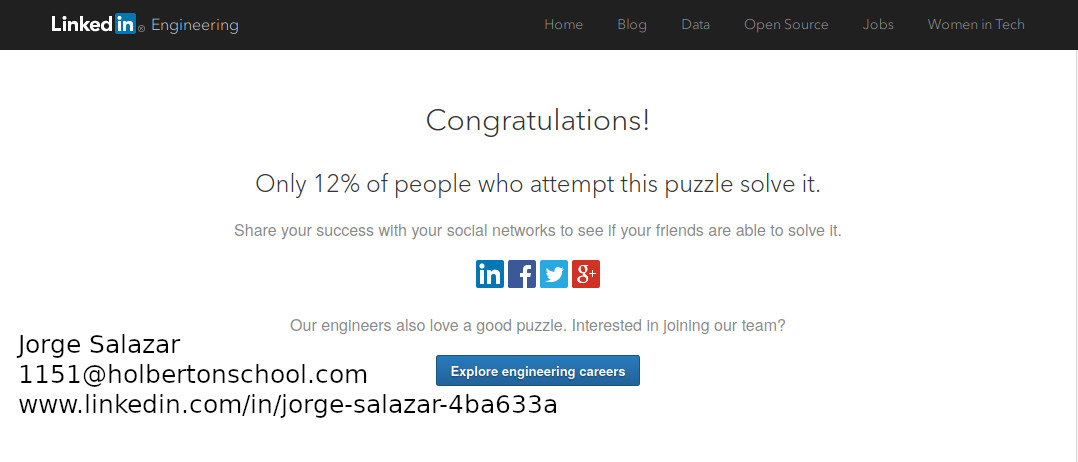 Linked in ® Engineering Home Blog Data Open Source Jobs Women in Tech
Congratulations!
Only 12% of people who attempt this puzzle solve it.
Share your success with your social networks to see if your friends are able to solve it.
in f g+
Our engineers also love a good puzzle. Interested in joining our team?
Jorge Salazar
1151@holbertonschool.com
Explore engineering careers
www.linkedin.com/in/jorge-salazar-4ba633a